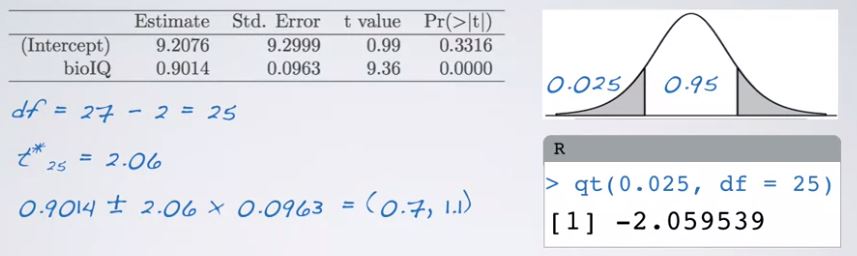 Estimate Std. Error t value Pr(>|t|)
(Intercept) 9.2076 9.2999 0.99 0.3316
bioIQ 0.9014 0.0963 9.36 0.0000
df = 27 - 2 = 25
t*25 = 2.06
0.9014 ± 2.06 × 0.0963 = (0.7, 1.1)
0.025 0.95
R
> qt(0.025, df = 25)
[1] -2.059539